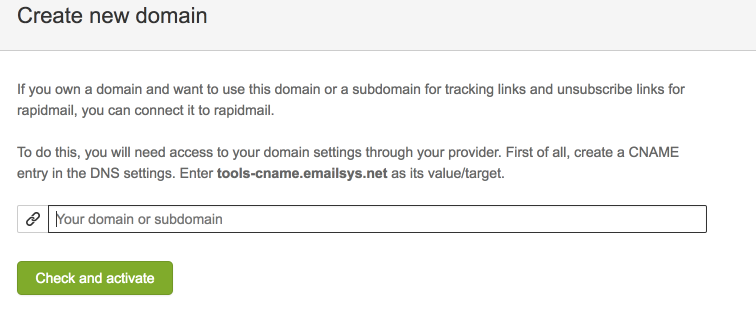 Create new domain
If you own a domain and want to use this domain or a subdomain for tracking links and unsubscribe links for
rapidmail, you can connect it to rapidmail.
To do this, you will need access to your domain settings through your provider. First of all, create a CNAME
entry in the DNS settings. Enter tools-cname.emailsys.net as its value/target.
Your domain or subdomain
Check and activate